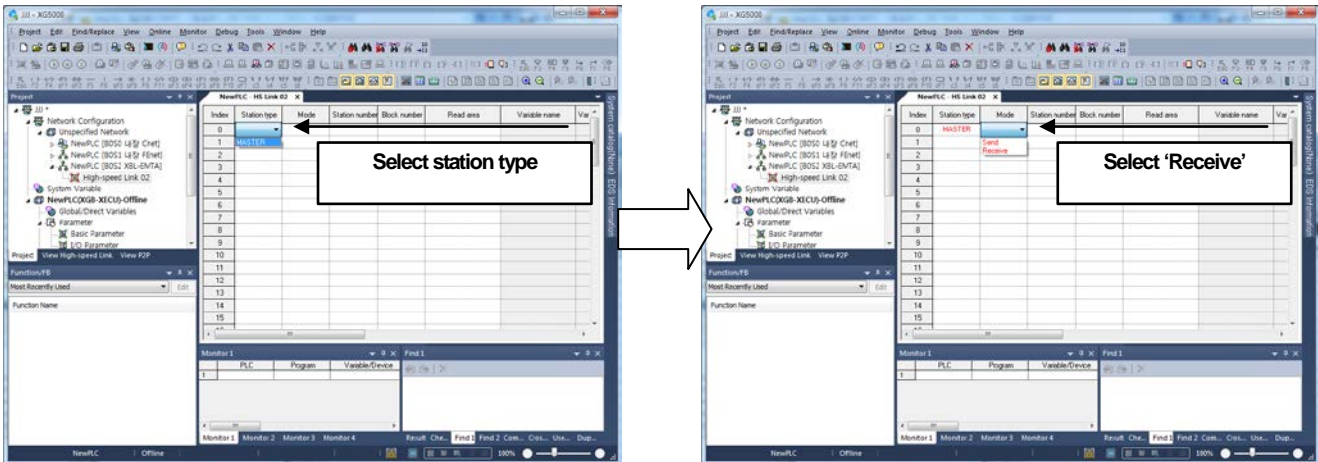 JJJ - XG5000
Project Edit Find/Replace View Online Monitor Debug Tools Window Help
Project
NewPLC - HS Link 02
JJJ *
Network Configuration
Unspecified Network
NewPLC [B0S0 내장 Cnet]
NewPLC [B0S1 내장 FEnet]
NewPLC [B0S2 XBL-EMTA]
High-speed Link 02
System Variable
NewPLC(XGB-XECU)-Offline
Global/Direct Variables
Parameter
Basic Parameter
I/O Parameter
Project View High-speed Link View P2P
Index Station type Mode Station number Block number Read area Variable name Var
0
1 MASTER
2
3
4
5
6
7
8
9
10
11
12
13
14
15
Select station type
System catalog(None) EDS Information
Function/FB
Most Recently Used Edit
Function Name
Monitor 1
PLC Program Variable/Device
1
Find 1
Monitor 1 Monitor 2 Monitor 3 Monitor 4
Result Che... Find 1 Find 2 Com... Cros... Use... Dup...
NewPLC Offline 100%
JJJ - XG5000
Project Edit Find/Replace View Online Monitor Debug Tools Window Help
Project
NewPLC - HS Link 02
JJJ *
Network Configuration
Unspecified Network
NewPLC [B0S0 내장 Cnet]
NewPLC [B0S1 내장 FEnet]
NewPLC [B0S2 XBL-EMTA]
High-speed Link 02
System Variable
NewPLC(XGB-XECU)-Offline
Global/Direct Variables
Parameter
Basic Parameter
I/O Parameter
Project View High-speed Link View P2P
Index Station type Mode Station number Block number Read area Variable name Var
0 MASTER
1 Send
2 Receive
3
4
5
6
7
8
9
10
11
12
13
14
15
Select ‘Receive’
System catalog(None) EDS Information
Function/FB
Most Recently Used Edit
Function Name
Monitor 1
PLC Program Variable/Device
1
Find 1
Monitor 1 Monitor 2 Monitor 3 Monitor 4
Result Che... Find 1 Find 2 Com... Cros... Use... Dup...
NewPLC Offline 100%